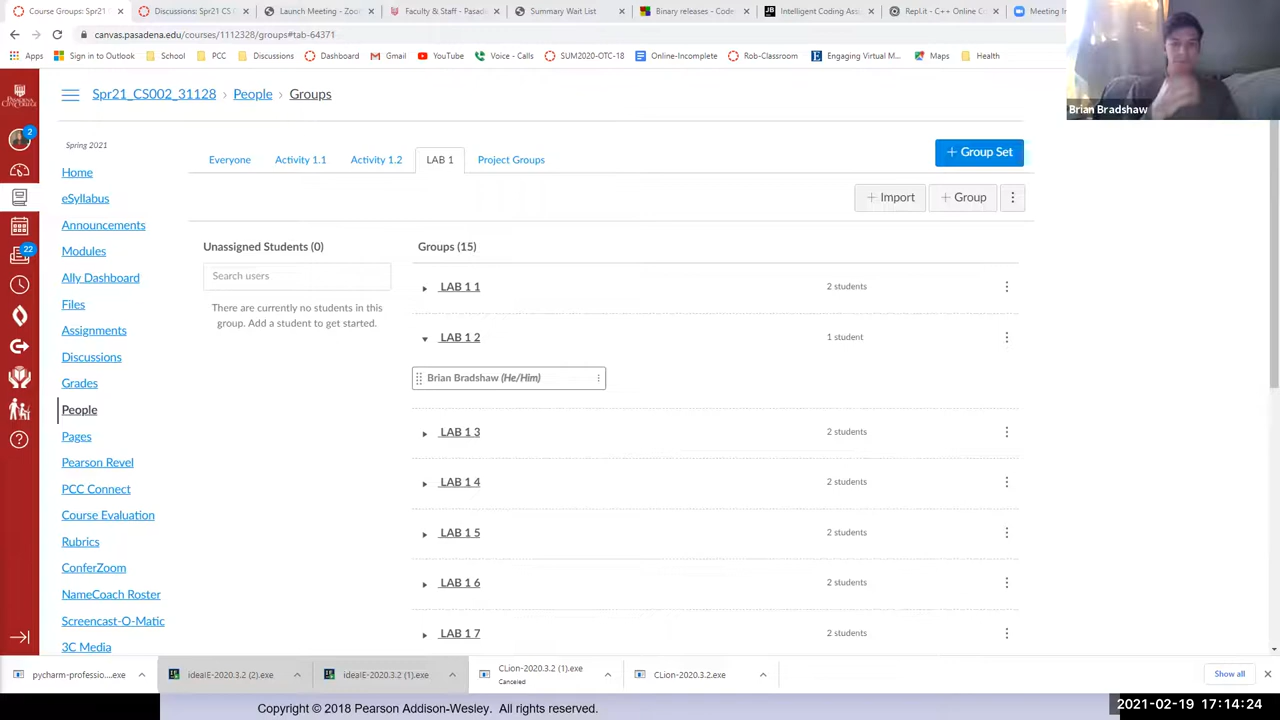 Course Groups: Spr21
Discussions: Spr21 CS
Launch Meeting - Zoo
Faculty & Staff - Pasade
Summary Wait List
Binary releases - Codel
Intelligent Coding Assi
Repl.it - C++ Online C
Meeting In
canvas.pasadena.edu/courses/1112328/groups#tab-64371
Apps
Sign in to Outlook
School
PCC
Discussions
Dashboard
Gmail
YouTube
Voice - Calls
SUM2020-OTC-18
Online-Incomplete
Rob-Classroom
Engaging Virtual M...
Maps
Health
Brian Bradshaw
Spr21_CS002_31128 › People › Groups
Spring 2021
Everyone
Activity 1.1
Activity 1.2
LAB 1
Project Groups
+ Group Set
+ Import
+ Group
2
22
Home
eSyllabus
Announcements
Modules
Ally Dashboard
Files
Assignments
Discussions
Grades
People
Pages
Pearson Revel
PCC Connect
Course Evaluation
Rubrics
ConferZoom
NameCoach Roster
Screencast-O-Matic
3C Media
Unassigned Students (0)
Search users
There are currently no students in this
group. Add a student to get started.
Groups (15)
LAB 1 1 2 students
LAB 1 2 1 student
Brian Bradshaw (He/Him)
LAB 1 3 2 students
LAB 1 4 2 students
LAB 1 5 2 students
LAB 1 6 2 students
LAB 1 7 2 students
pycharm-professio....exe
ideaIE-2020.3.2 (2).exe
ideaIE-2020.3.2 (1).exe
CLion-2020.3.2 (1).exe
Canceled
CLion-2020.3.2.exe
Show all
Copyright © 2018 Pearson Addison-Wesley. All rights reserved.
2021-02-19 17:14:24